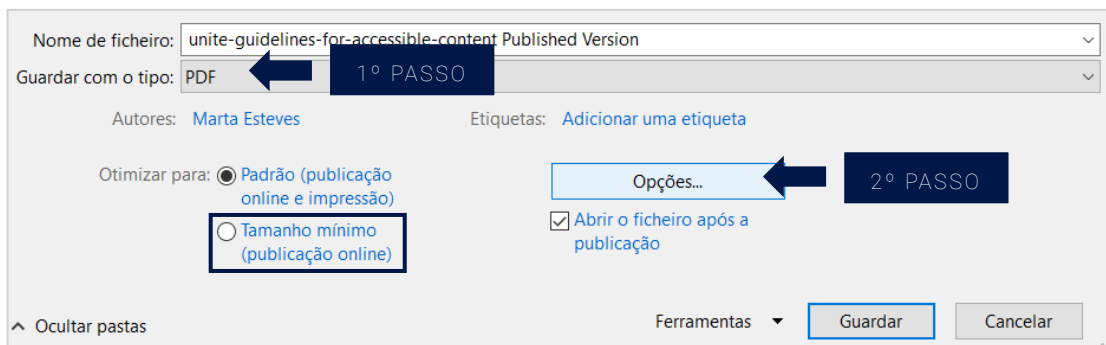 Nome de ficheiro: unite-guidelines-for-accessible-content Published Version
Guardar com o tipo: PDF 1º PASSO
Autores: Marta Esteves Etiquetas: Adicionar uma etiqueta
Otimizar para: Padrão (publicação
online e impressão)
Tamanho mínimo
(publicação online)
Opções... 2º PASSO
Abrir o ficheiro após a
publicação
Ocultar pastas Ferramentas Guardar Cancelar